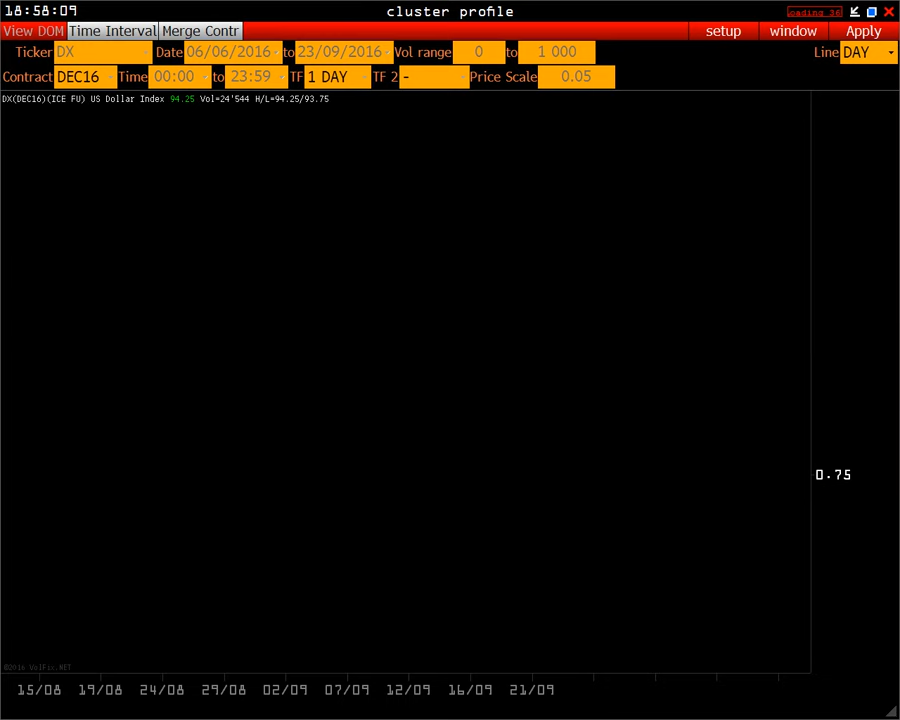 18:58:09 cluster profile oading 36
View DOM Time Interval Merge Contr setup window Apply
Ticker DX Date 06/06/2016 to 23/09/2016 Vol range 0 to 1 000 Line DAY
Contract DEC16 Time 00:00 to 23:59 TF 1 DAY TF 2 - Price Scale 0.05
DX(DEC16)(ICE FU) US Dollar Index 94.25 Vol=24'544 H/L=94.25/93.75
0.75
©2016 VolFix.NET
15/08 19/08 24/08 29/08 02/09 07/09 12/09 16/09 21/09